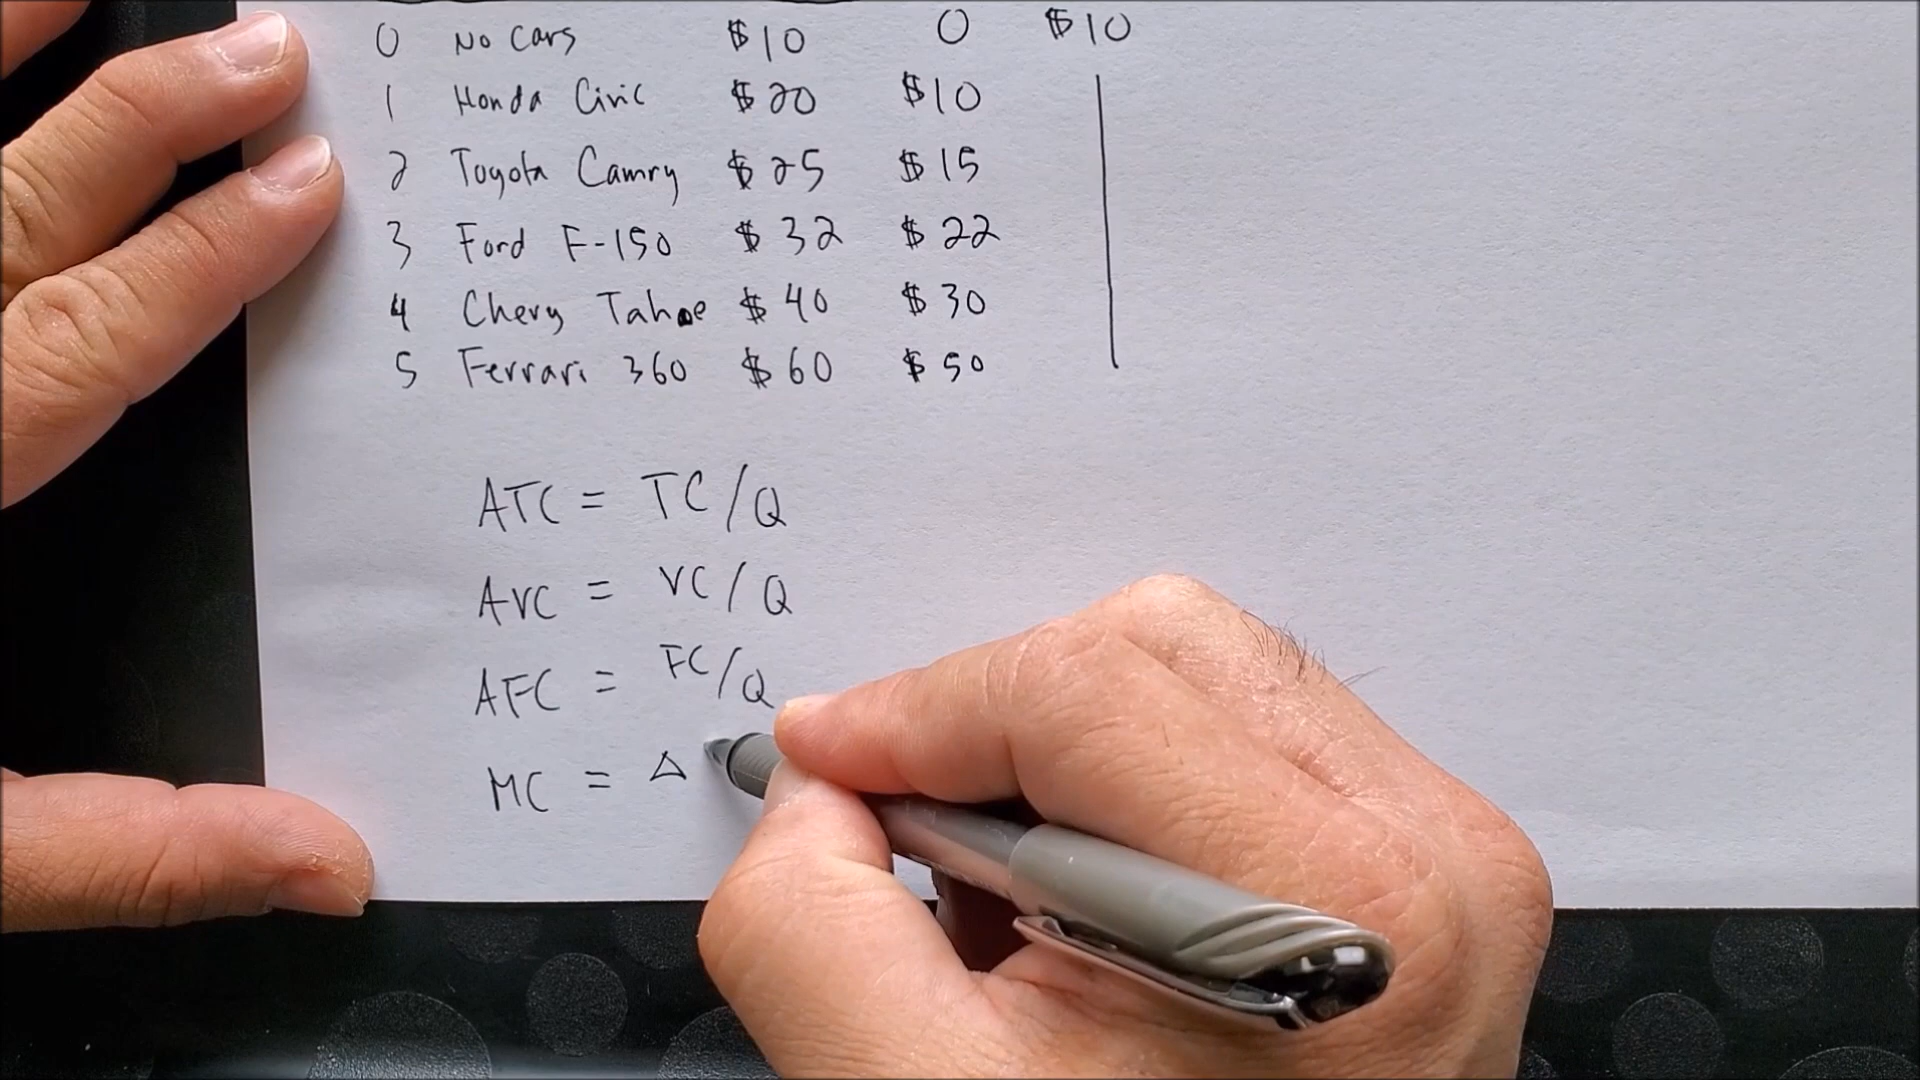 0 No Cars $10 0 $10
1 Honda Civic $20 $10
2 Toyota Camry $25 $15
3 Ford F-150 $32 $22
4 Chevy Tahoe $40 $30
5 Ferrari 360 $60 $50
ATC = TC/Q
AVC = VC/Q
AFC = FC/Q
MC = Δ